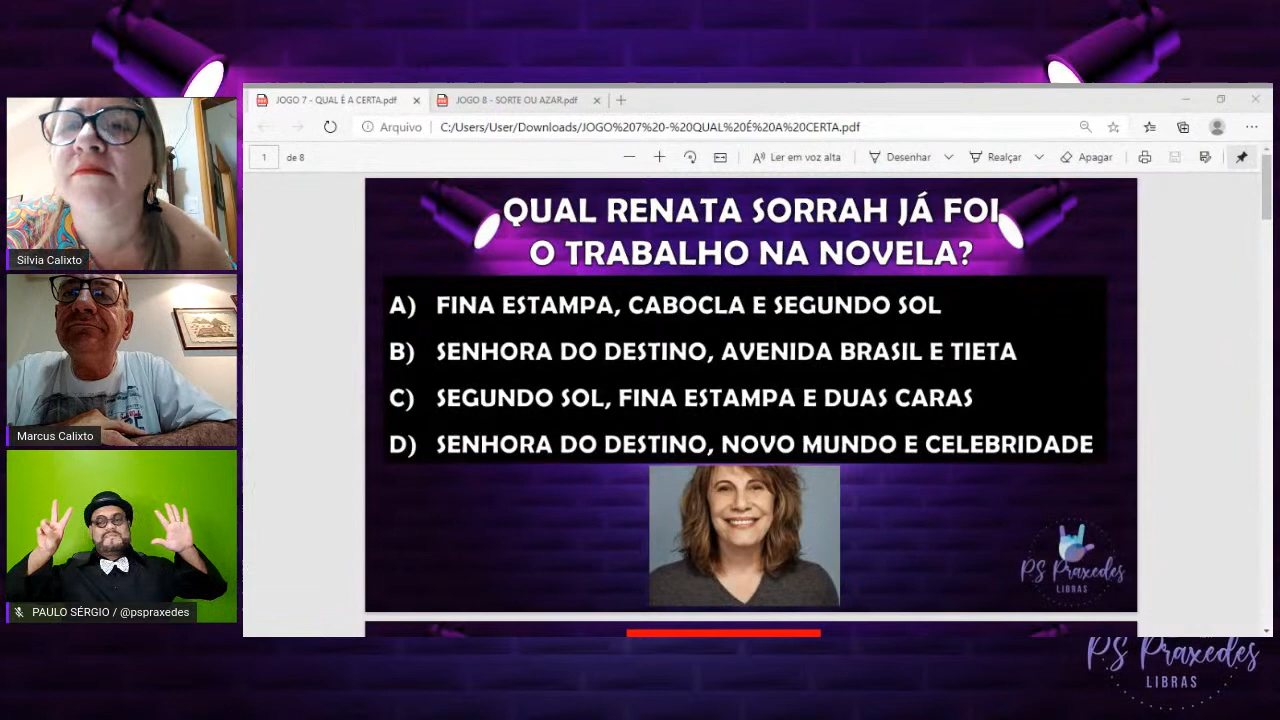 JOGO 7 - QUAL É A CERTA.pdf
JOGO 8 - SORTE OU AZAR.pdf
Arquivo
C:/Users/User/Downloads/JOGO%207%20-%20QUAL%20É%20A%20CERTA.pdf
1
de 8
Ler em voz alta
Desenhar
Realçar
Apagar
QUAL RENATA SORRAH JÁ FOI
O TRABALHO NA NOVELA?
A) FINA ESTAMPA, CABOCLA E SEGUNDO SOL
B) SENHORA DO DESTINO, AVENIDA BRASIL E TIETA
C) SEGUNDO SOL, FINA ESTAMPA E DUAS CARAS
D) SENHORA DO DESTINO, NOVO MUNDO E CELEBRIDADE
PS Praxedes
LIBRAS
Silvia Calixto
Marcus Calixto
PAULO SÉRGIO / @pspraxedes
PS Praxedes
LIBRAS